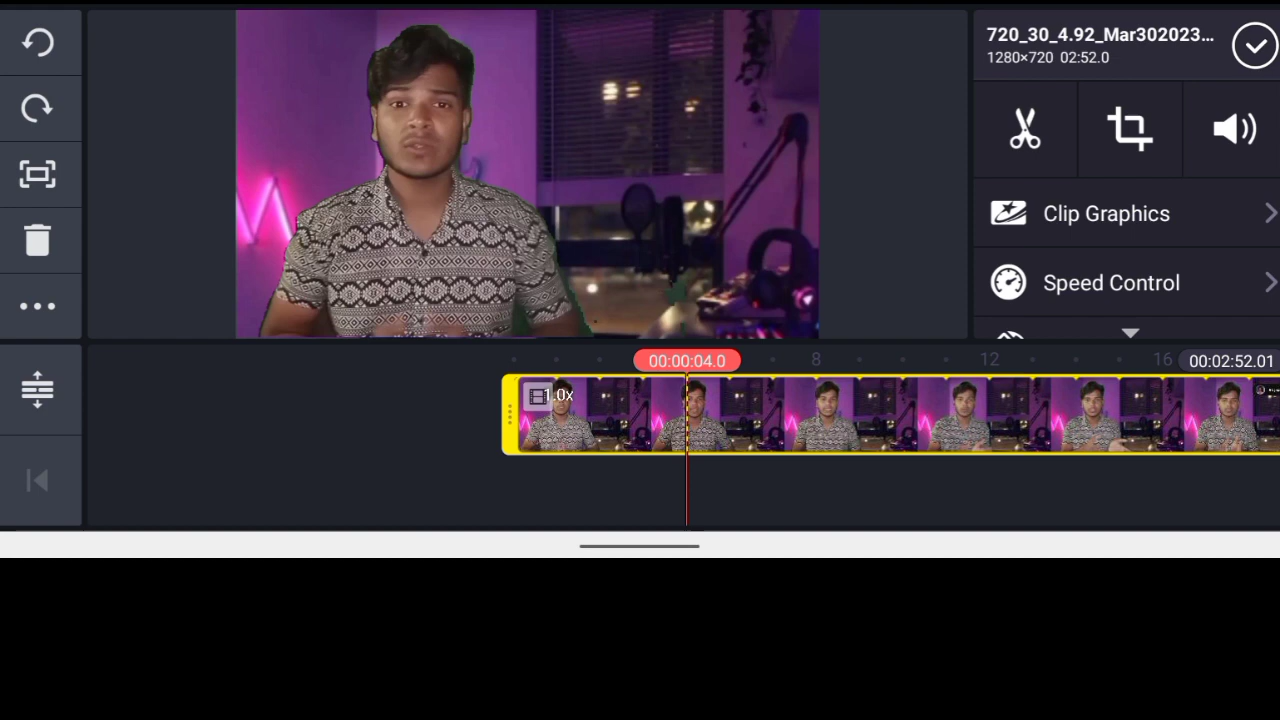 720_30_4.92_Mar302023...
1280×720 02:52.0
Clip Graphics
Speed Control
00:00:04.0
8
12
16
00:02:52.01
1.0x